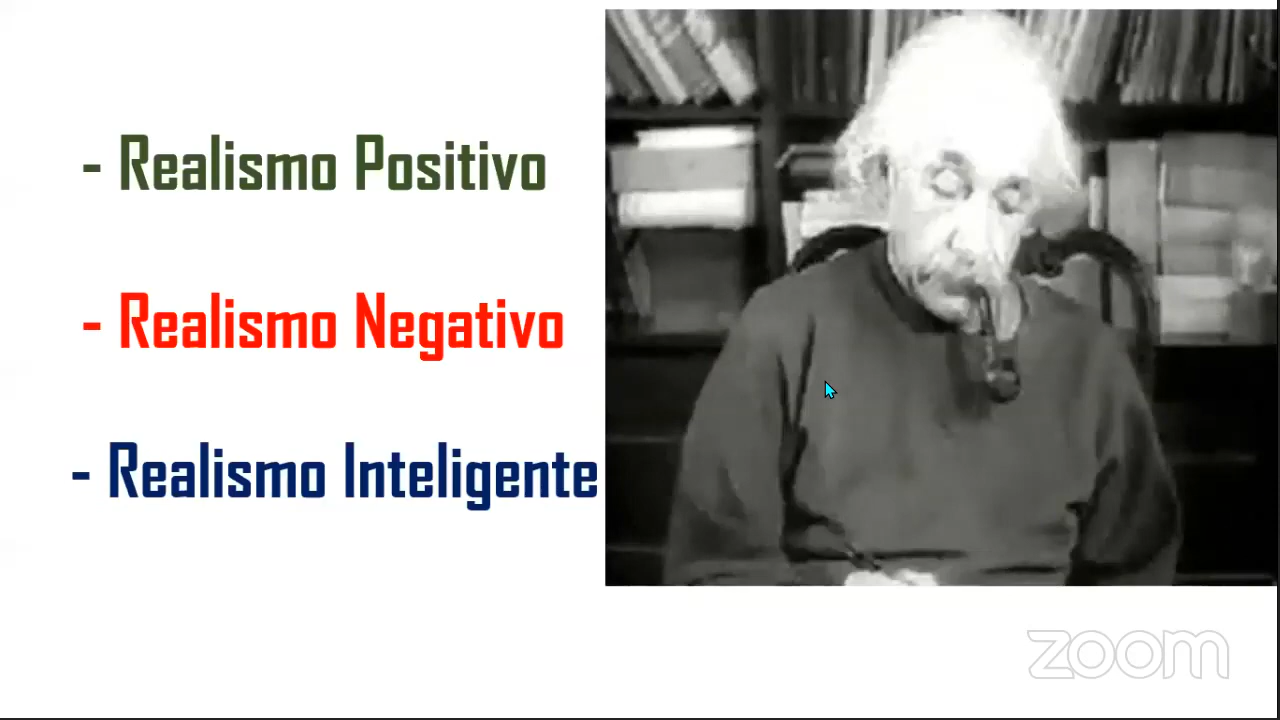 - Realismo Positivo
- Realismo Negativo
- Realismo Inteligente
zoom